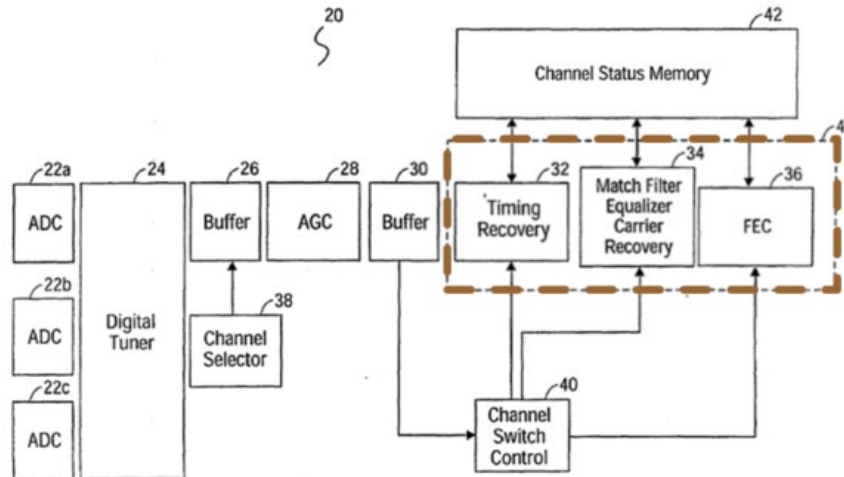 20
42
Channel Status Memory
4
22a
24
26
28
30
32
34
36
ADC
Buffer
AGC
Buffer
Timing
Recovery
Match Filter
Equalizer
Carrier
Recovery
FEC
22b
ADC
Digital
Tuner
38
Channel
Selector
22c
ADC
40
Channel
Switch
Control